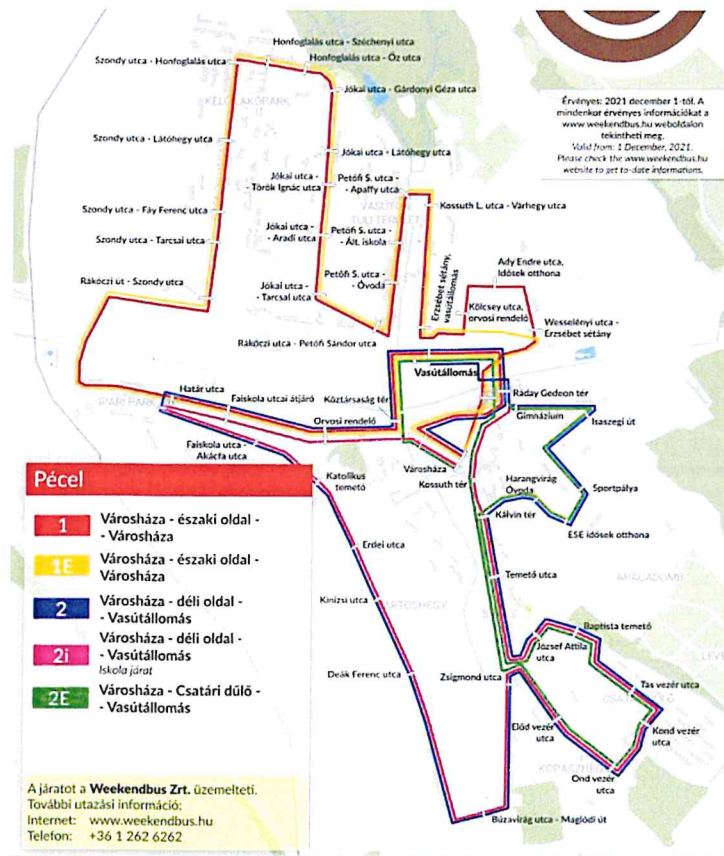 Honfoglalás utca - Széchenyi utca
Szondy utca - Honfoglalás utca
Honfoglalás utca - Őz utca
Jókai utca - Gárdonyi Géza utca
KELŐ LAKÓPARK
Érvényes: 2021 december 1-től. A
mindenkor érvényes információkat a
www.weekendbus.hu weboldalon
tekintheti meg.
Valid from: 1 December, 2021.
Please check the www.weekendbus.hu
website to get to-date informations.
Szondy utca - Látóhegy utca
Jókai utca - Látóhegy utca
Jókai utca -
- Török Ignác utca
Petőfi S. utca -
- Apaffy utca
Kossuth L. utca - Várhegy utca
Szondy utca - Fáy Ferenc utca
Szondy utca - Tarcsai utca
Jókai utca -
- Aradi utca
Petőfi S. utca -
- Ált. iskola
Ady Endre utca,
Idősek otthona
Rákóczi út - Szondy utca
Jókai utca -
- Tarcsai utca
Petőfi S. utca -
- Óvoda
Erzsébet sétány,
vasútállomás
Kölcsey utca,
orvosi rendelő
Wesselényi utca -
Erzsébet sétány
Rákóczi utca - Petőfi Sándor utca
Vasútállomás
Határ utca
Faiskola utcai átjáró
Köztársaság tér
Ráday Gedeon tér
Gimnázium
IPARI PARK
Orvosi rendelő
Isaszegi út
Faiskola utca -
Akácfa utca
Városháza
Kossuth tér
Katolikus
temető
Harangvirág
Óvoda
Sportpálya
Kálvin tér
ESE idősek otthona
Erdei utca
Temető utca
Kinizsi utca
Baptista temető
József Attila
utca
Deák Ferenc utca
Zsigmond utca
Tas vezér utca
Előd vezér
utca
Kond vezér
utca
Ond vezér
utca
Búzavirág utca - Maglódi út
Pécel
1 Városháza - északi oldal -
- Városháza
1E Városháza - északi oldal -
- Városháza
2 Városháza - déli oldal -
- Vasútállomás
2i Városháza - déli oldal -
- Vasútállomás
Iskola járat
2E Városháza - Csatári dűlő -
- Vasútállomás
A járatot a Weekendbus Zrt. üzemelteti.
További utazási információ:
Internet: www.weekendbus.hu
Telefon: +36 1 262 6262